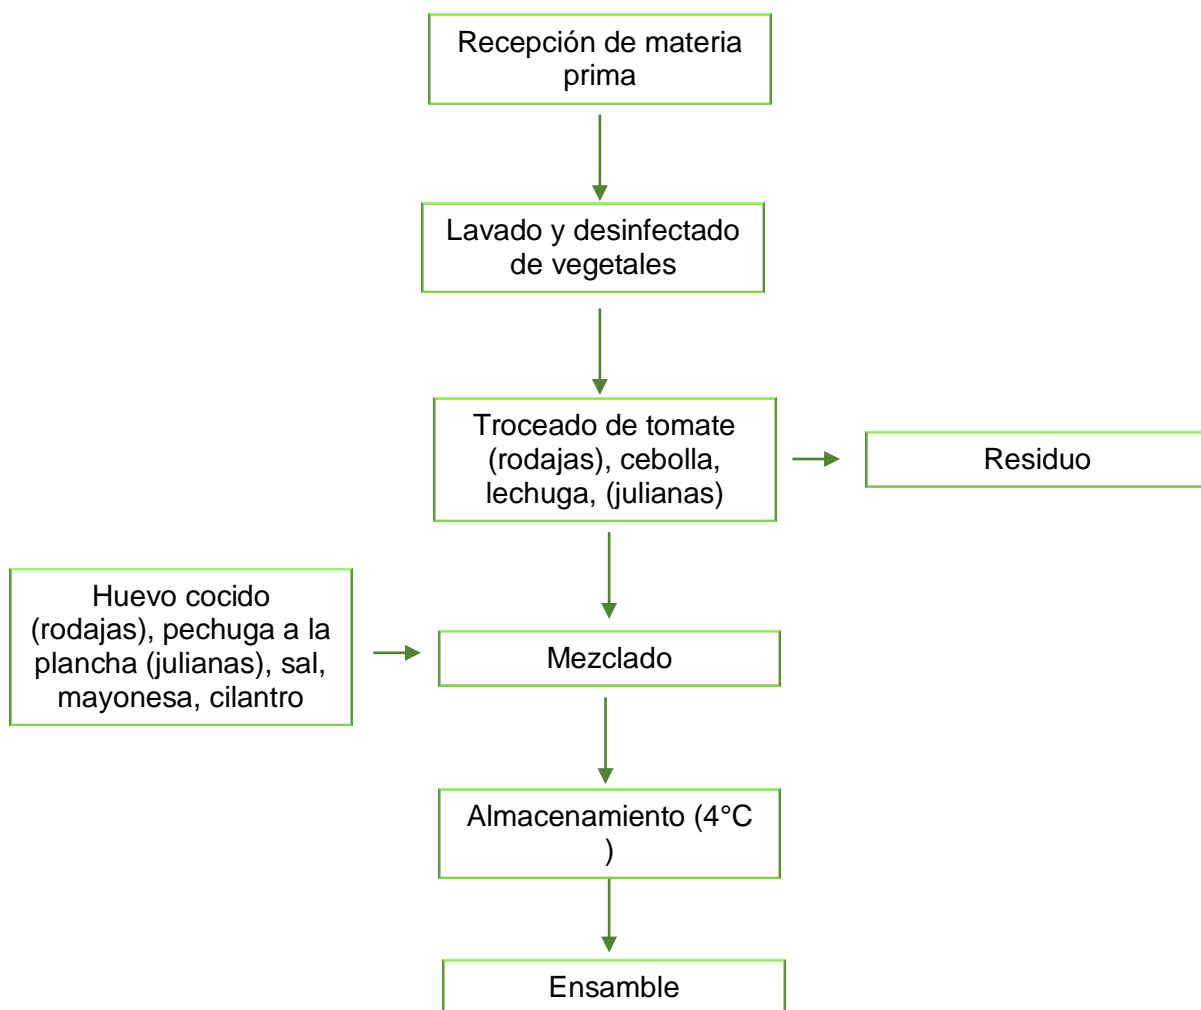 Recepción de materia
prima
Lavado y desinfectado
de vegetales
Troceado de tomate
(rodajas), cebolla,
lechuga, (julianas)
Residuo
Huevo cocido
(rodajas), pechuga a la
plancha (julianas), sal,
mayonesa, cilantro
Mezclado
Almacenamiento (4°C
)
Ensamble